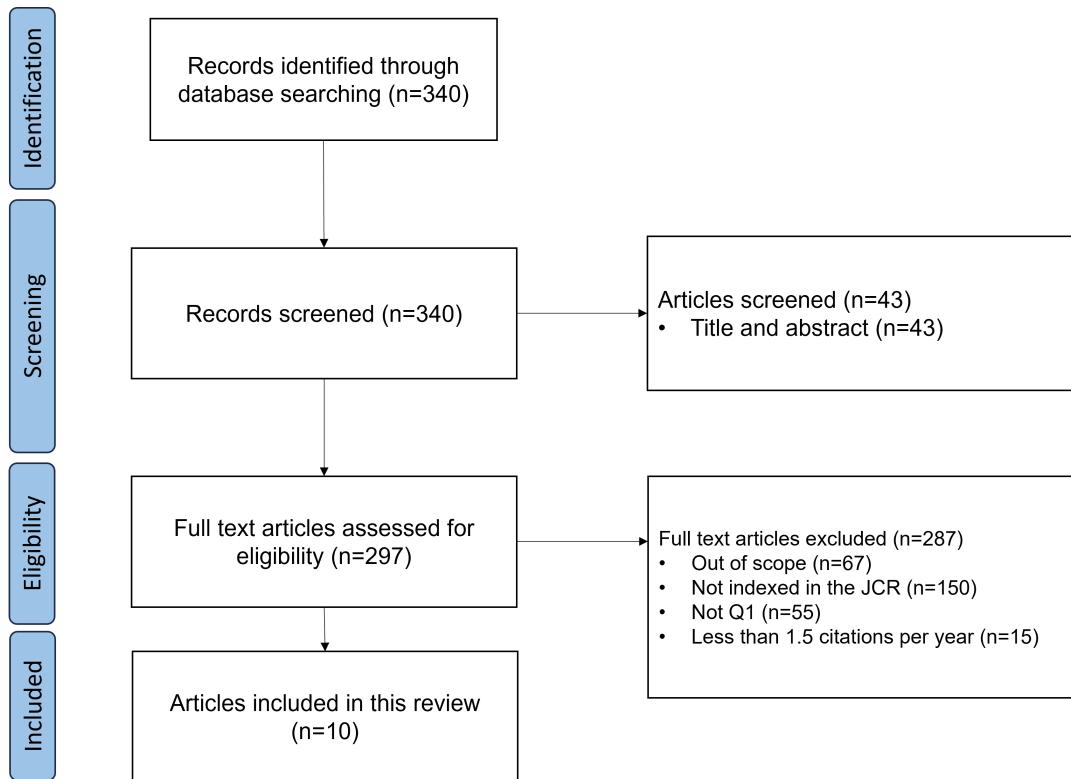 Identification
Records identified through
database searching (n=340)
Screening
Records screened (n=340)
Articles screened (n=43)
• Title and abstract (n=43)
Eligibility
Full text articles assessed for
eligibility (n=297)
Full text articles excluded (n=287)
• Out of scope (n=67)
• Not indexed in the JCR (n=150)
• Not Q1 (n=55)
• Less than 1.5 citations per year (n=15)
Included
Articles included in this review
(n=10)